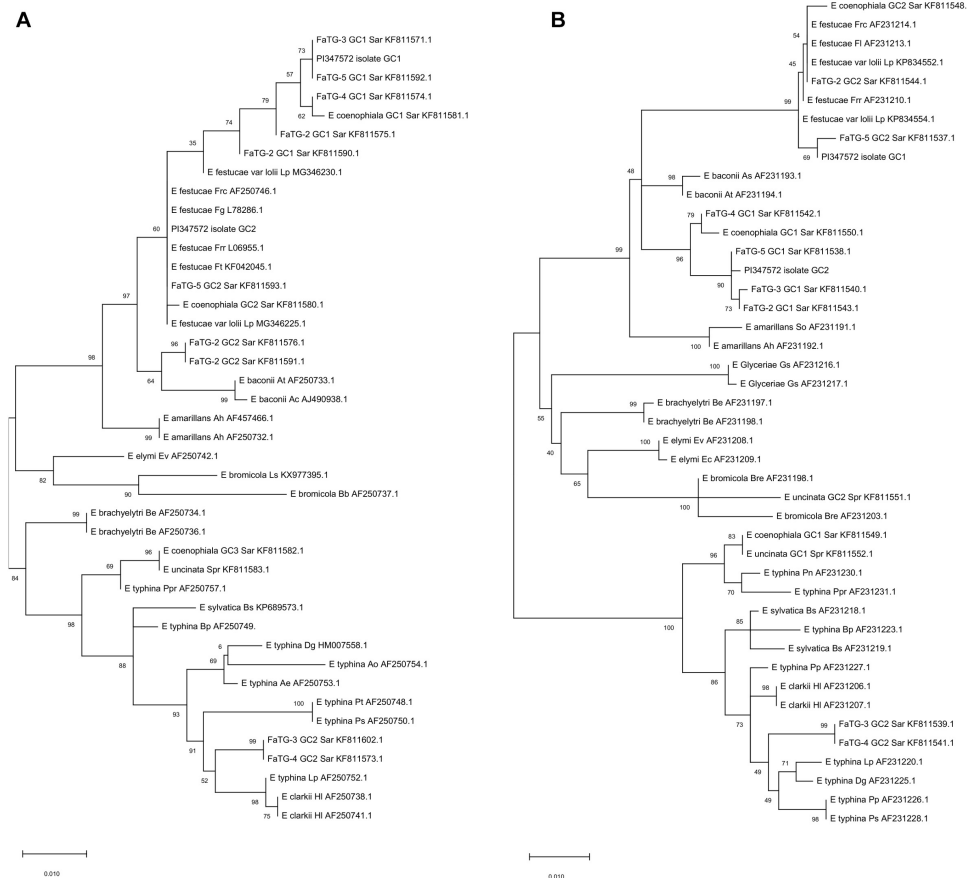 A
FaTG-3 GC1 Sar KF811571.1
73
PI347572 isolate GC1
57
FaTG-5 GC1 Sar KF811592.1
79
FaTG-4 GC1 Sar KF811574.1
62
E coenophiala GC1 Sar KF811581.1
74
FaTG-2 GC1 Sar KF811575.1
35
FaTG-2 GC1 Sar KF811590.1
E festucae var lolii Lp MG346230.1
E festucae Frc AF250746.1
E festucae Fg L78286.1
60
PI347572 isolate GC2
E festucae Frr L06955.1
E festucae Ft KF042045.1
97
FaTG-5 GC2 Sar KF811593.1
E coenophiala GC2 Sar KF811580.1
E festucae var lolii Lp MG346225.1
96
FaTG-2 GC2 Sar KF811576.1
98
FaTG-2 GC2 Sar KF811591.1
64
E baconii At AF250733.1
99
E baconii Ac AJ490938.1
E amarillans Ah AF457466.1
99
E amarillans Ah AF250732.1
E elymi Ev AF250742.1
82
E bromicola Ls KX977395.1
90
E bromicola Bb AF250737.1
99
E brachyelytri Be AF250734.1
E brachyelytri Be AF250736.1
84
96
E coenophiala GC3 Sar KF811582.1
69
E uncinata Spr KF811583.1
E typhina Ppr AF250757.1
98
E sylvatica Bs KP689573.1
E typhina Bp AF250749.
88
6
E typhina Dg HM007558.1
69
E typhina Ao AF250754.1
E typhina Ae AF250753.1
93
100
E typhina Pt AF250748.1
E typhina Ps AF250750.1
91
99
FaTG-3 GC2 Sar KF811602.1
FaTG-4 GC2 Sar KF811573.1
52
E typhina Lp AF250752.1
98
E clarkii Hl AF250738.1
75
E clarkii Hl AF250741.1
0.010
B
E coenophiala GC2 Sar KF811548.
E festucae Frc AF231214.1
54
E festucae Fl AF231213.1
45
E festucae var lolii Lp KP834552.1
FaTG-2 GC2 Sar KF811544.1
99
E festucae Frr AF231210.1
E festucae var lolii Lp KP834554.1
FaTG-5 GC2 Sar KF811537.1
69
PI347572 isolate GC1
48
98
E baconii As AF231193.1
E baconii At AF231194.1
79
FaTG-4 GC1 Sar KF811542.1
E coenophiala GC1 Sar KF811550.1
99
96
FaTG-5 GC1 Sar KF811538.1
PI347572 isolate GC2
90
FaTG-3 GC1 Sar KF811540.1
73
FaTG-2 GC1 Sar KF811543.1
E amarillans So AF231191.1
100
E amarillans Ah AF231192.1
100
E Glyceriae Gs AF231216.1
E Glyceriae Gs AF231217.1
55
99
E brachyelytri Be AF231197.1
E brachyelytri Be AF231198.1
40
100
E elymi Ev AF231208.1
E elymi Ec AF231209.1
65
E bromicola Bre AF231198.1
E uncinata GC2 Spr KF811551.1
100
E bromicola Bre AF231203.1
83
E coenophiala GC1 Sar KF811549.1
96
E uncinata GC1 Spr KF811552.1
E typhina Pn AF231230.1
70
E typhina Ppr AF231231.1
100
E sylvatica Bs AF231218.1
85
E typhina Bp AF231223.1
E sylvatica Bs AF231219.1
86
E typhina Pp AF231227.1
98
E clarkii Hl AF231206.1
E clarkii Hl AF231207.1
73
99
FaTG-3 GC2 Sar KF811539.1
FaTG-4 GC2 Sar KF811541.1
49
71
E typhina Lp AF231220.1
E typhina Dg AF231225.1
49
E typhina Pp AF231226.1
98
E typhina Ps AF231228.1
0.010